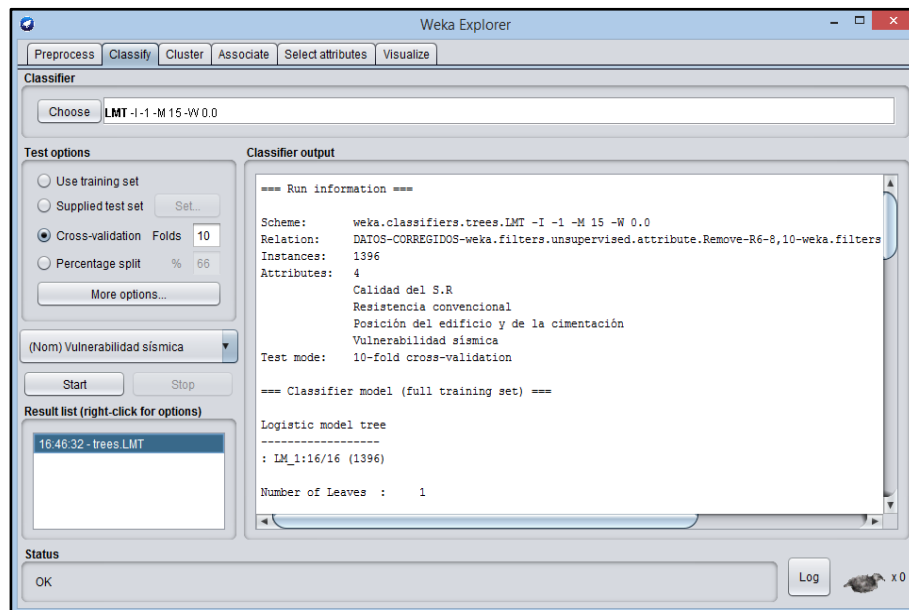 Weka Explorer
Preprocess Classify Cluster Associate Select attributes Visualize
Classifier
Choose LMT -I -1 -M 15 -W 0.0
Test options
Use training set
Supplied test set Set...
Cross-validation Folds 10
Percentage split % 66
More options...
(Nom) Vulnerabilidad sísmica
Start Stop
Result list (right-click for options)
16:46:32 - trees.LMT
Classifier output
=== Run information ===
Scheme: weka.classifiers.trees.LMT -I -1 -M 15 -W 0.0
Relation: DATOS-CORREGIDOS-weka.filters.unsupervised.attribute.Remove-R6-8,10-weka.filters
Instances: 1396
Attributes: 4
Calidad del S.R
Resistencia convencional
Posición del edificio y de la cimentación
Vulnerabilidad sísmica
Test mode: 10-fold cross-validation
=== Classifier model (full training set) ===
Logistic model tree
------------------
: LM_1:16/16 (1396)
Number of Leaves : 1
Status
OK
Log
x 0